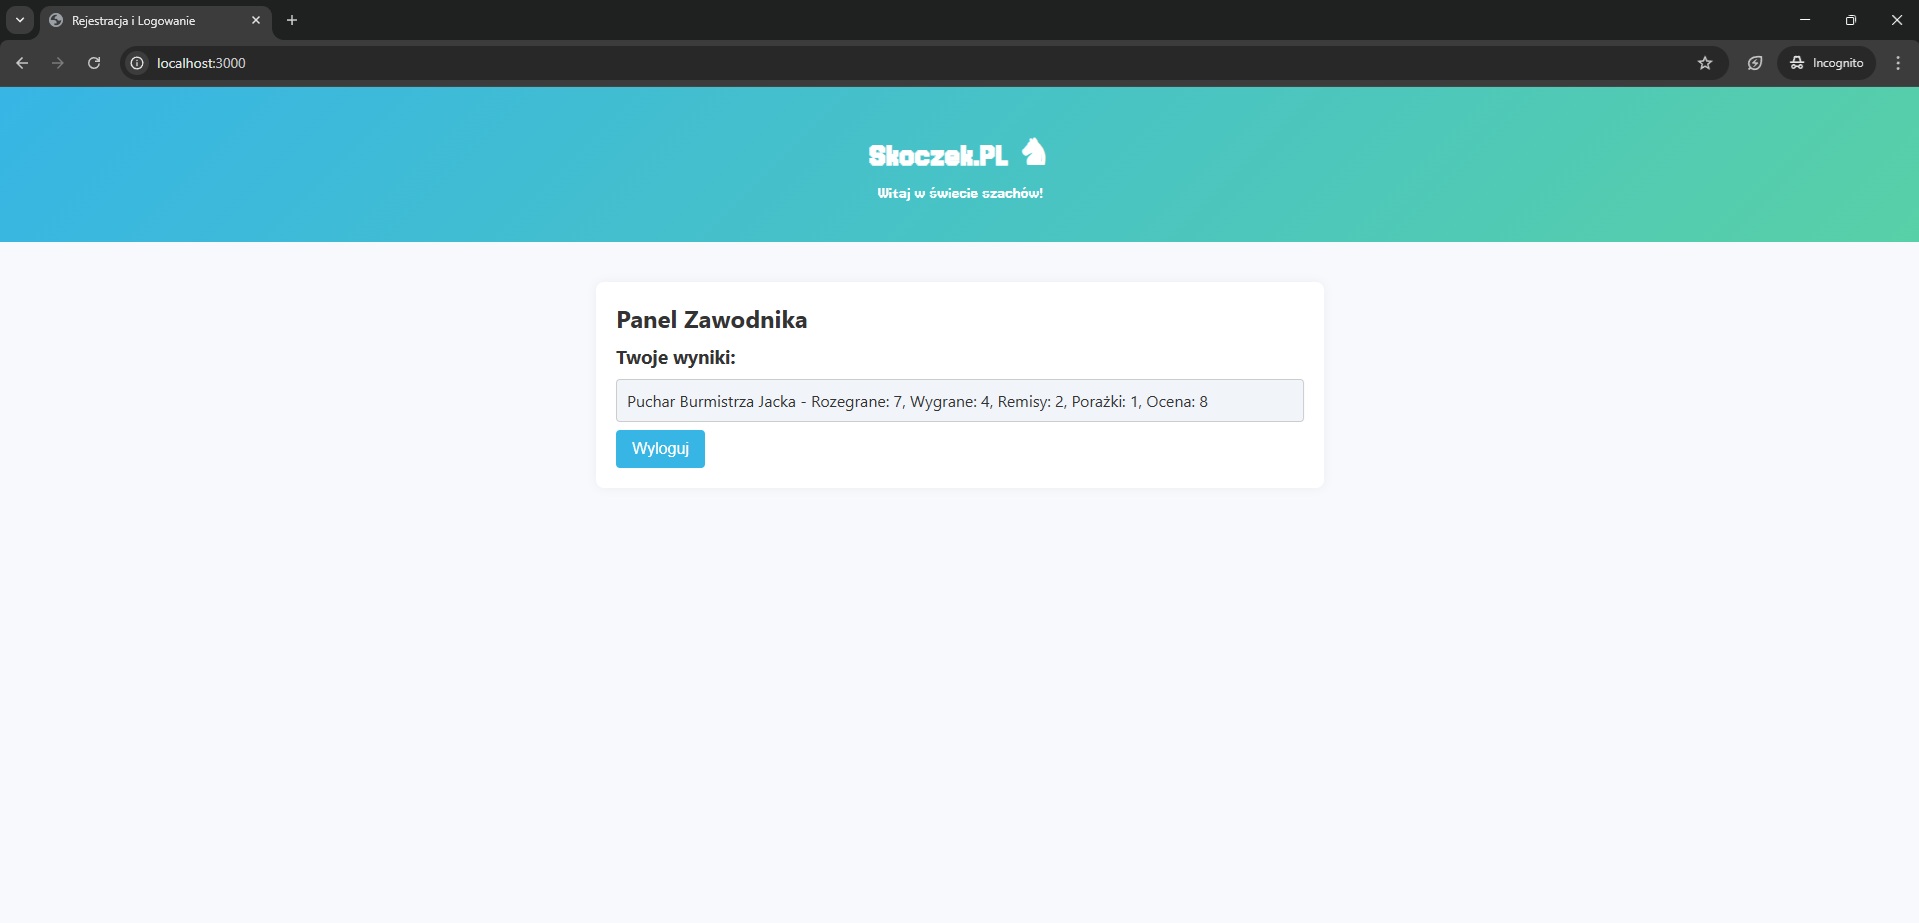 Rejestracja i Logowanie
localhost:3000
Incognito
Skoczek.PL
Witaj w świecie szachów!
Panel Zawodnika
Twoje wyniki:
Puchar Burmistrza Jacka - Rozegrane: 7, Wygrane: 4, Remisy: 2, Porażki: 1, Ocena: 8
Wyloguj